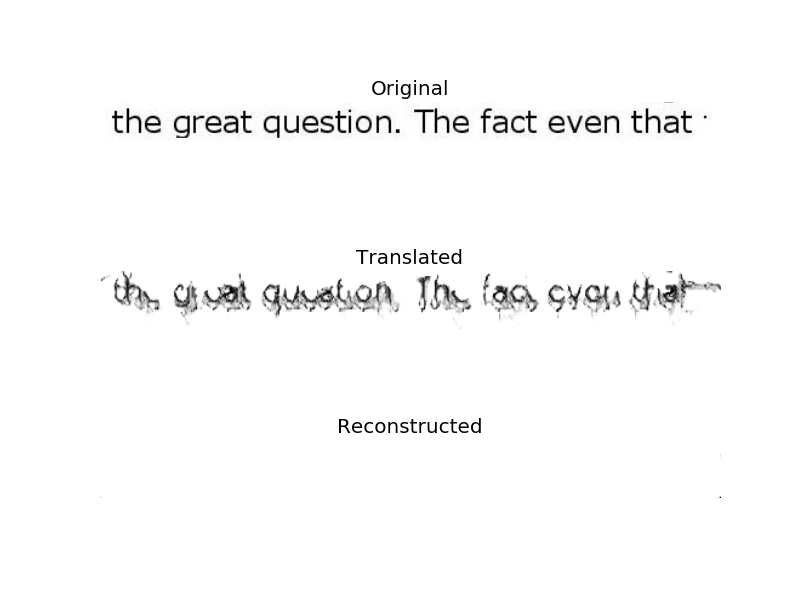 Original
the great question. The fact even that
Translated
the great question. The fact even that
Reconstructed